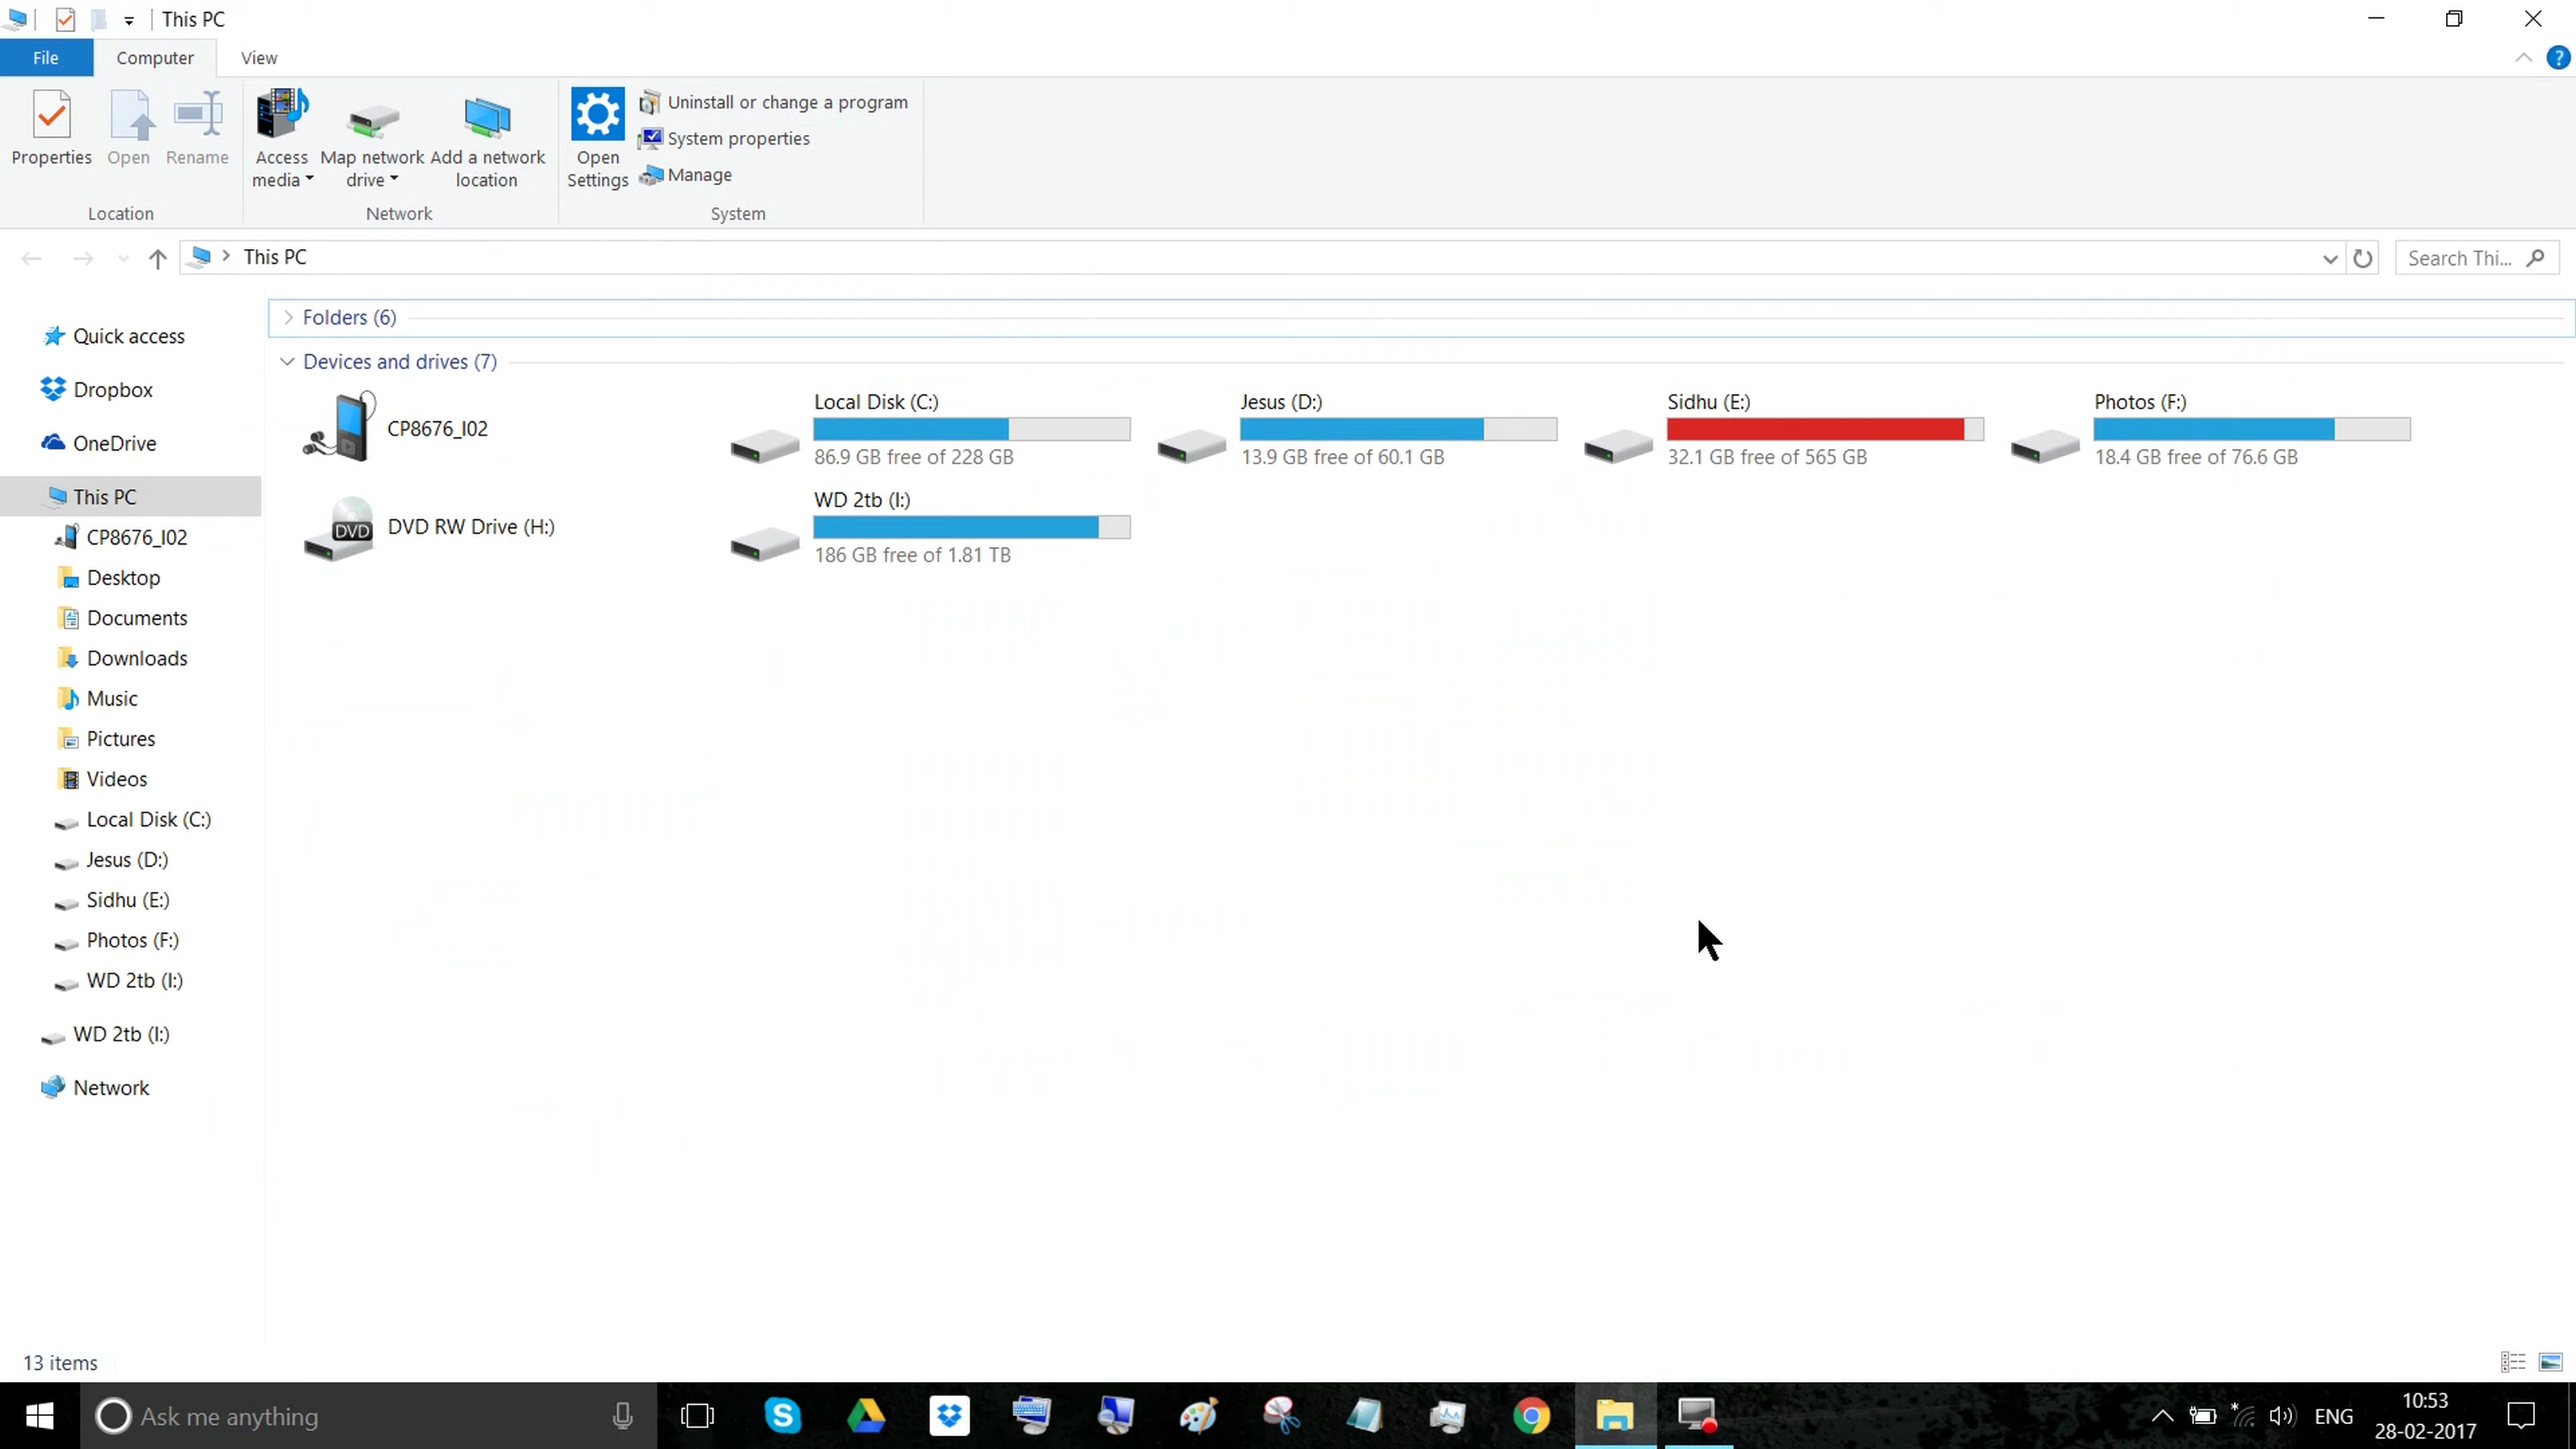 This PC
File
Computer
View
Properties
Open
Rename
Access media
Map network drive
Add a network location
Open Settings
Uninstall or change a program
System properties
Manage
Location
Network
System
This PC
Search Thi...
Quick access
Dropbox
OneDrive
This PC
CP8676_I02
Desktop
Documents
Downloads
Music
Pictures
Videos
Local Disk (C:)
Jesus (D:)
Sidhu (E:)
Photos (F:)
WD 2tb (I:)
WD 2tb (I:)
Network
Folders (6)
Devices and drives (7)
CP8676_I02
Local Disk (C:)
86.9 GB free of 228 GB
Jesus (D:)
13.9 GB free of 60.1 GB
Sidhu (E:)
32.1 GB free of 565 GB
Photos (F:)
18.4 GB free of 76.6 GB
DVD
DVD RW Drive (H:)
WD 2tb (I:)
186 GB free of 1.81 TB
13 items
Ask me anything
ENG
10:53
28-02-2017